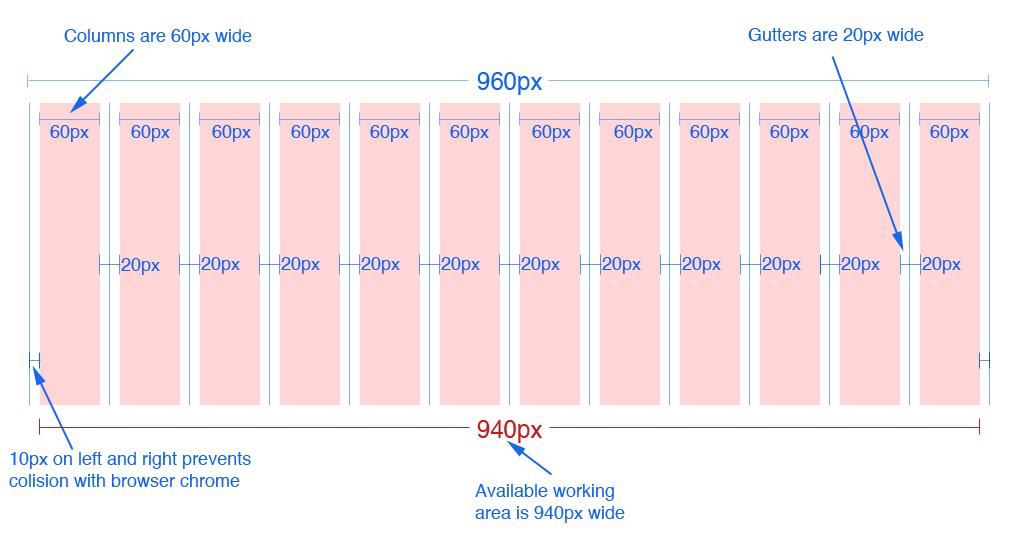 Columns are 60px wide
Gutters are 20px wide
960px
60px 60px 60px 60px 60px 60px 60px 60px 60px 60px 60px 60px
20px 20px 20px 20px 20px 20px 20px 20px 20px 20px 20px
940px
10px on left and right prevents
colision with browser chrome
Available working
area is 940px wide